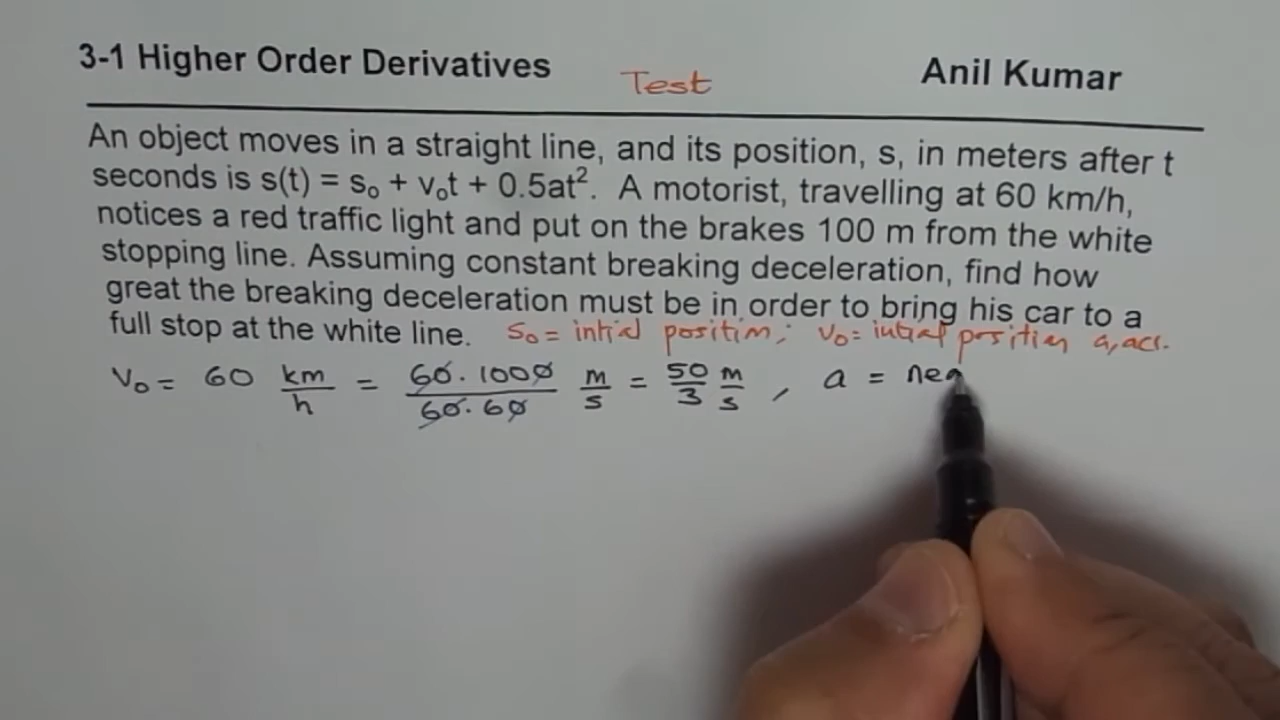 3-1 Higher Order Derivatives Test Anil Kumar
An object moves in a straight line, and its position, s, in meters after t
seconds is s(t) = s₀ + v₀t + 0.5at². A motorist, travelling at 60 km/h,
notices a red traffic light and put on the brakes 100 m from the white
stopping line. Assuming constant breaking deceleration, find how
great the breaking deceleration must be in order to bring his car to a
full stop at the white line. S₀ = intial position; V₀ = intial position a, acc.
V₀ = 60 km/h = 60·1000/60·60 m/s = 50/3 m/s, a = neg